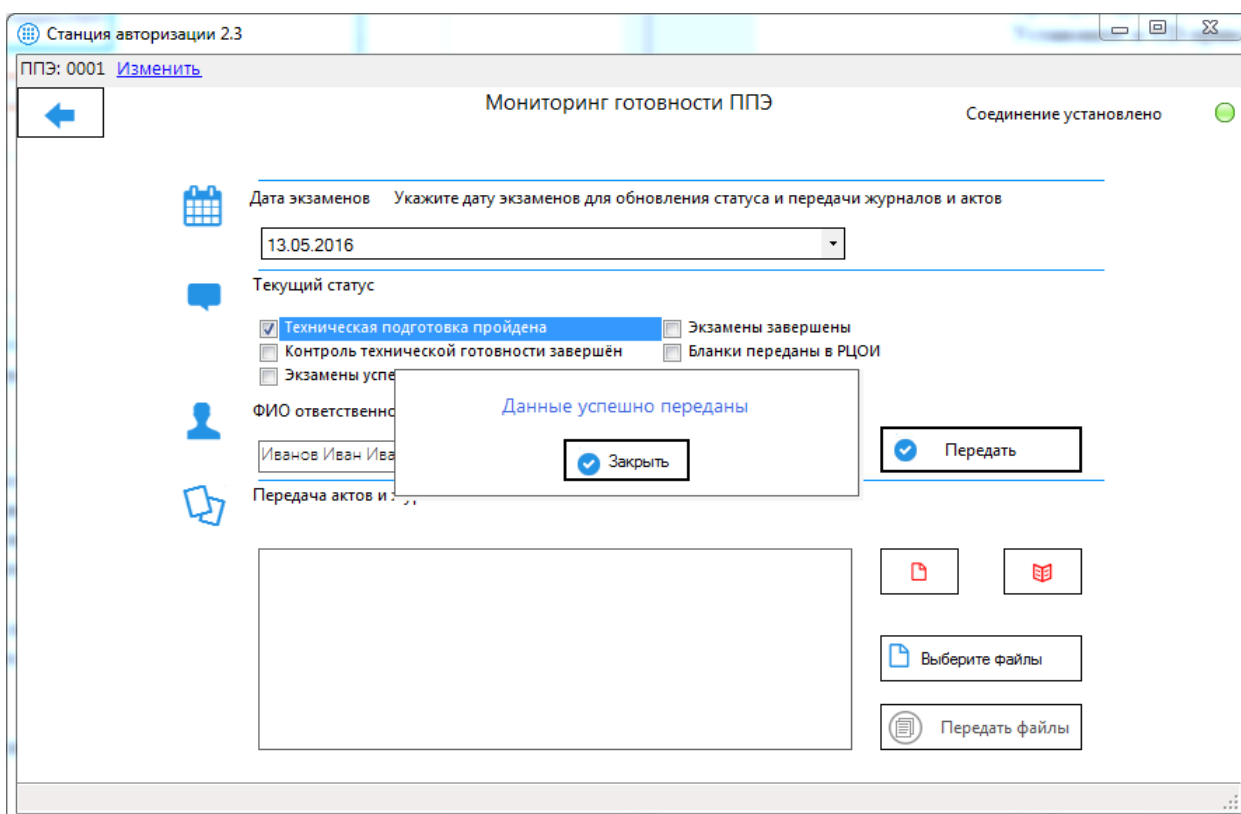 Станция авторизации 2.3
ППЭ: 0001 Изменить
Мониторинг готовности ППЭ
Соединение установлено
Дата экзаменов Укажите дату экзаменов для обновления статуса и передачи журналов и актов
13.05.2016
Текущий статус
Техническая подготовка пройдена Экзамены завершены
Контроль технической готовности завершён Бланки переданы в РЦОИ
Экзамены успе
Данные успешно переданы
ФИО ответственно
Иванов Иван Ива
Закрыть
Передать
Передача актов и
Выберите файлы
Передать файлы